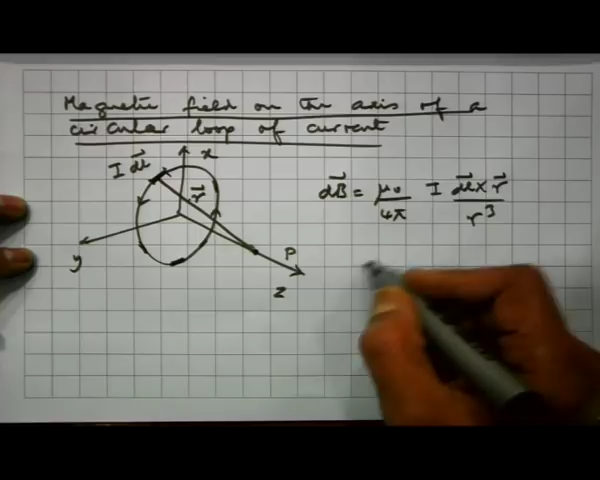 Magnetic field on the axis of a
circular loop of current
I dl⃗
x
r⃗
y
P
z
dB⃗ = μ₀/4π I dl⃗ × r⃗/r³